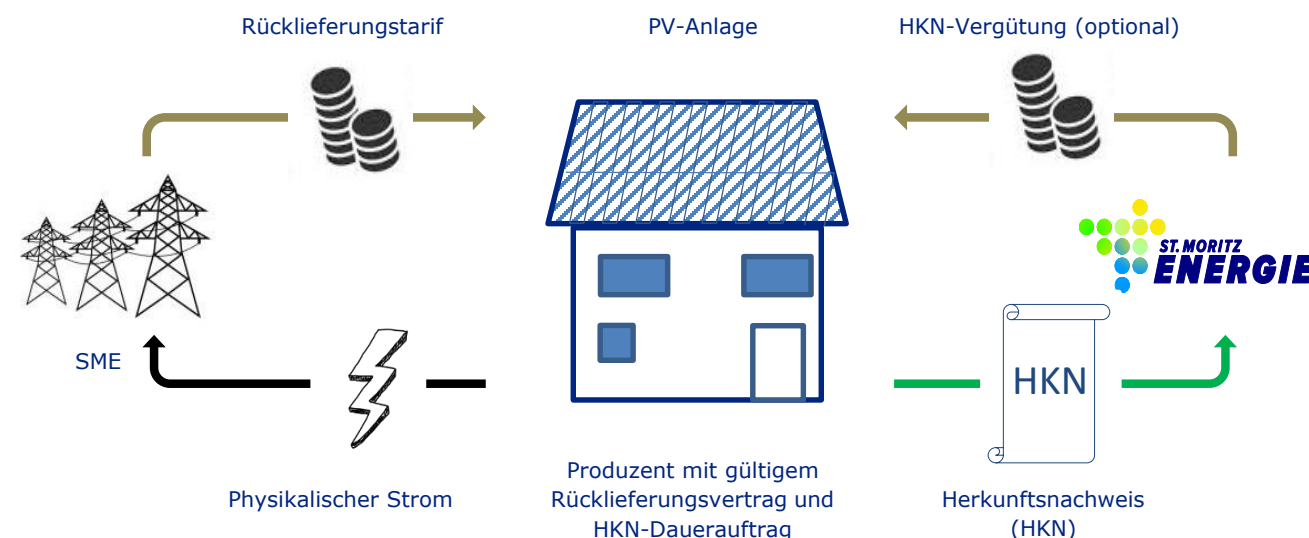 Rücklieferungstarif
PV-Anlage
HKN-Vergütung (optional)
ST. MORITZ
ENERGIE
SME
HKN
Physikalischer Strom
Produzent mit gültigem
Rücklieferungsvertrag und
HKN-Dauerauftrag
Herkunftsnachweis
(HKN)